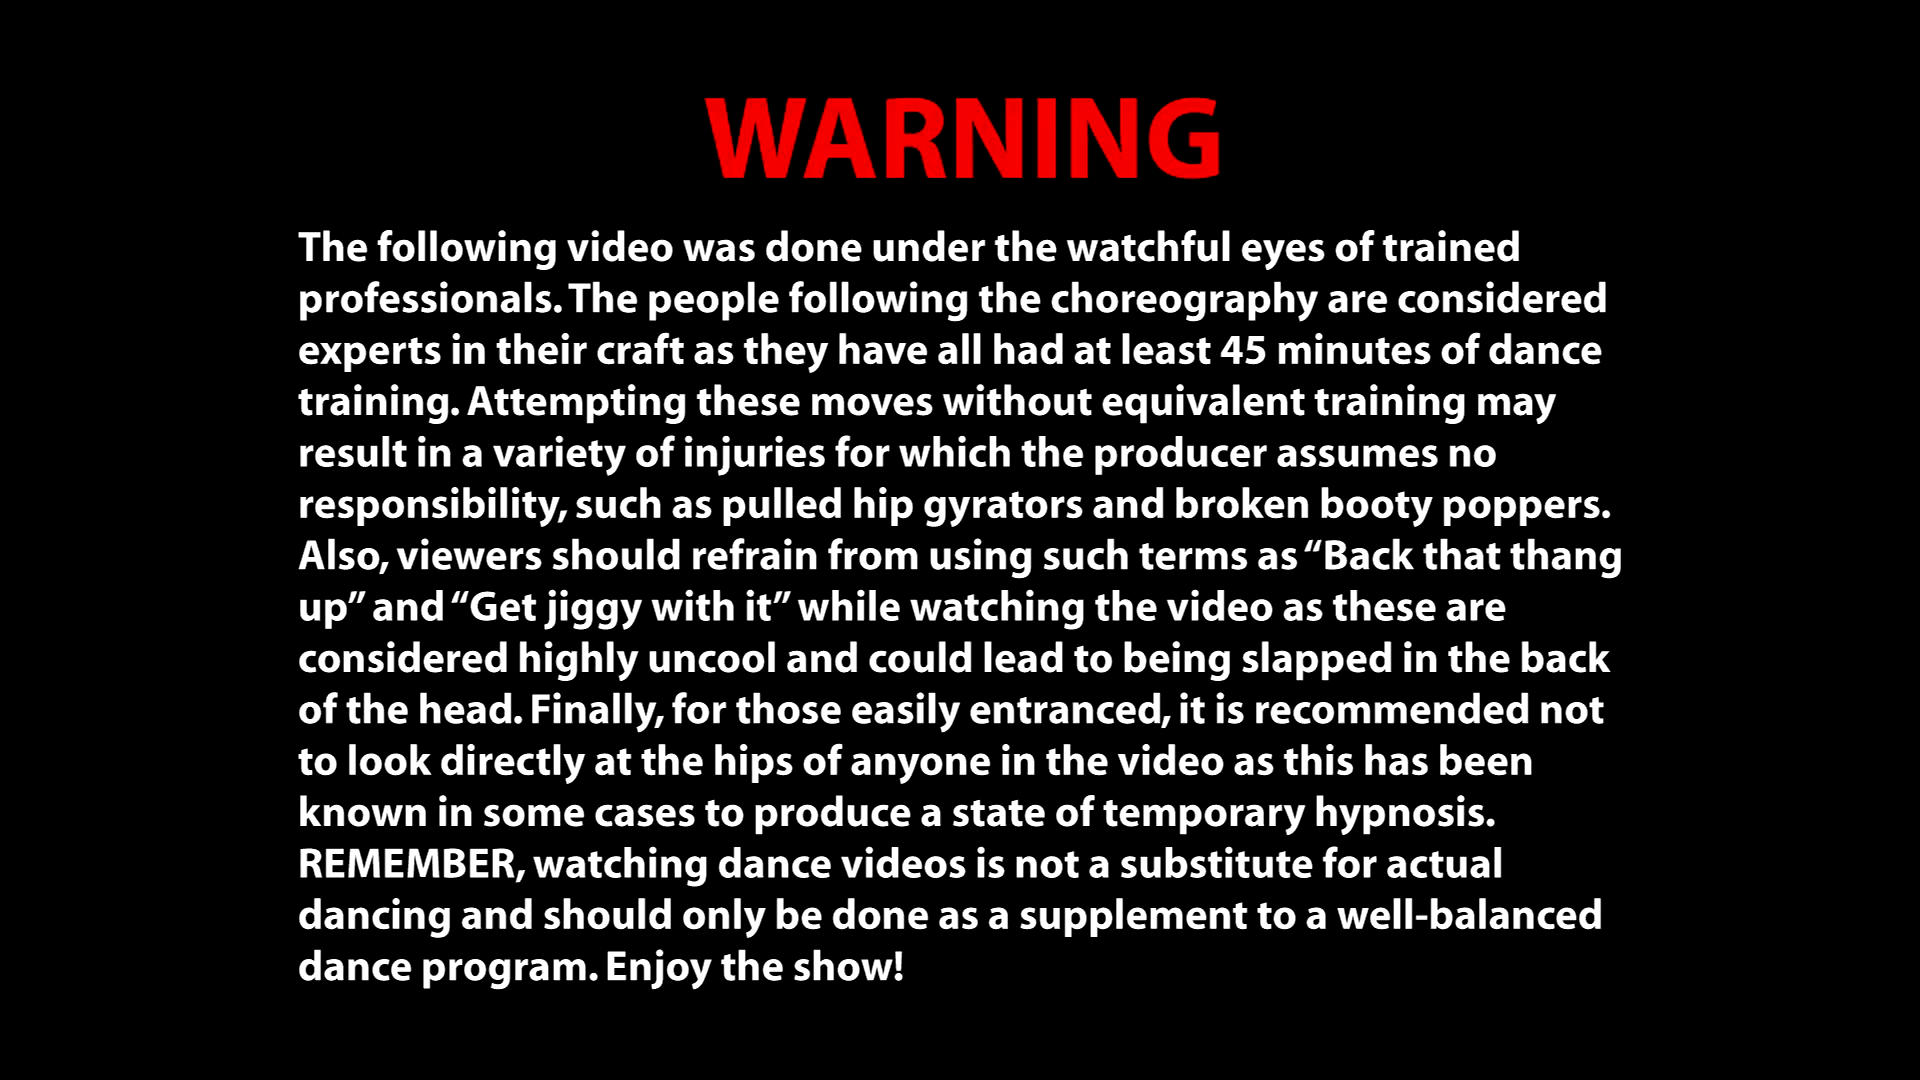 WARNING
The following video was done under the watchful eyes of trained
professionals. The people following the choreography are considered
experts in their craft as they have all had at least 45 minutes of dance
training. Attempting these moves without equivalent training may
result in a variety of injuries for which the producer assumes no
responsibility, such as pulled hip gyrators and broken booty poppers.
Also, viewers should refrain from using such terms as “Back that thang
up” and “Get jiggy with it” while watching the video as these are
considered highly uncool and could lead to being slapped in the back
of the head. Finally, for those easily entranced, it is recommended not
to look directly at the hips of anyone in the video as this has been
known in some cases to produce a state of temporary hypnosis.
REMEMBER, watching dance videos is not a substitute for actual
dancing and should only be done as a supplement to a well-balanced
dance program. Enjoy the show!